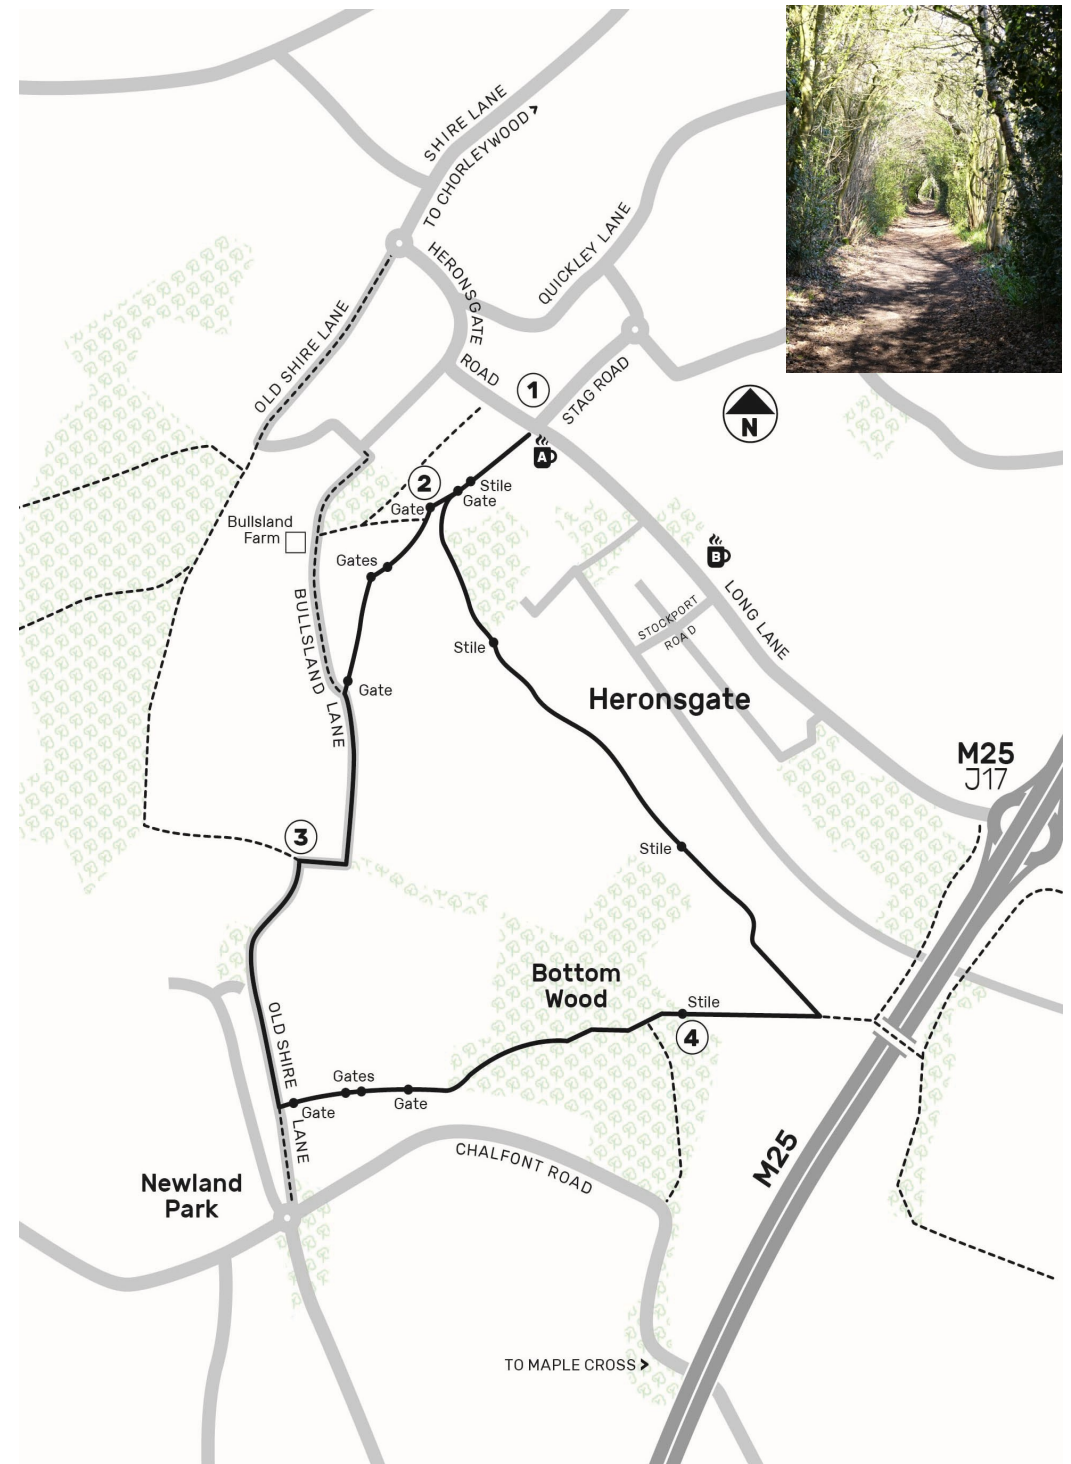 SHIRE LANE
TO CHORLEYWOOD >
HERONSGATE
ROAD
QUICKLEY LANE
OLD SHIRE LANE
1
STAG ROAD
N
A
2
Stile
Gate
Gate
Bullsland
Farm
Gates
B
BULLSLAND
LANE
STOCKPORT
ROAD
LONG LANE
Stile
Gate
Heronsgate
M25
J17
3
Stile
Bottom
Wood
Stile
4
OLD SHIRE
LANE
Gates
Gate
Gate
CHALFONT ROAD
M25
Newland
Park
TO MAPLE CROSS >